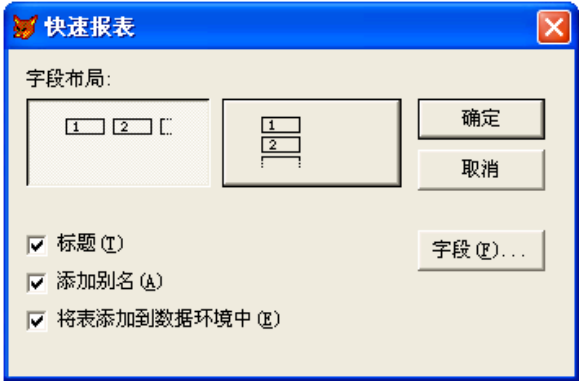 快速报表
字段布局:
1 2
1
2
确定
取消
标题(T)
添加别名(A)
将表添加到数据环境中(E)
字段(F)...